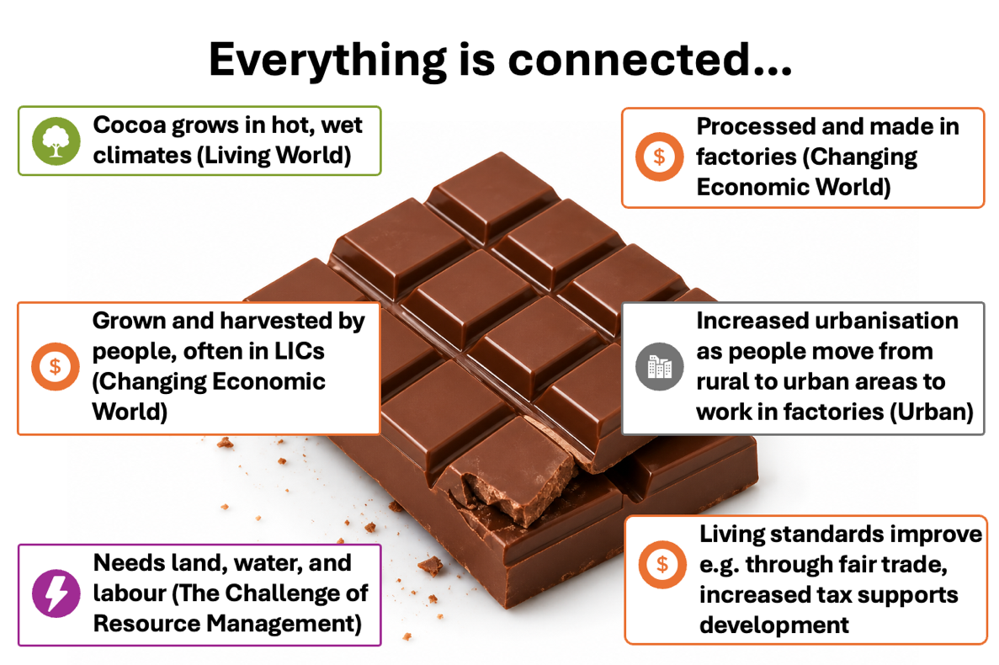 Everything is connected...
Cocoa grows in hot, wet
climates (Living World)
Grown and harvested by
people, often in LICs
(Changing Economic
World)
Needs land, water, and
labour (The Challenge of
Resource Management)
Processed and made in
factories (Changing
Economic World)
Increased urbanisation
as people move from
rural to urban areas to
work in factories (Urban)
Living standards improve
e.g. through fair trade,
increased tax supports
development